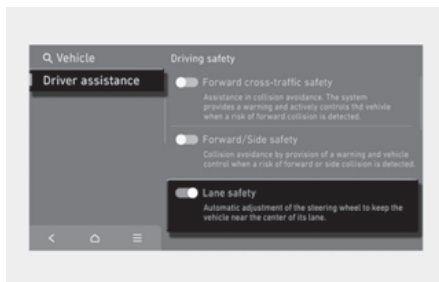 Vehicle
Driving safety
Driver assistance
Forward cross-traffic safety
Assistance in collision avoidance. The system
provides a warning and actively controls thd vehivle
when a risk of forward collision is detected.
Forward/Side safety
Collision avoidance by provision of a warning and vehicle
control when a risk of forward or side collision is detected.
Lane safety
Automatic adjustment of the steering wheel to keep the
vehicle near the center of its lane.